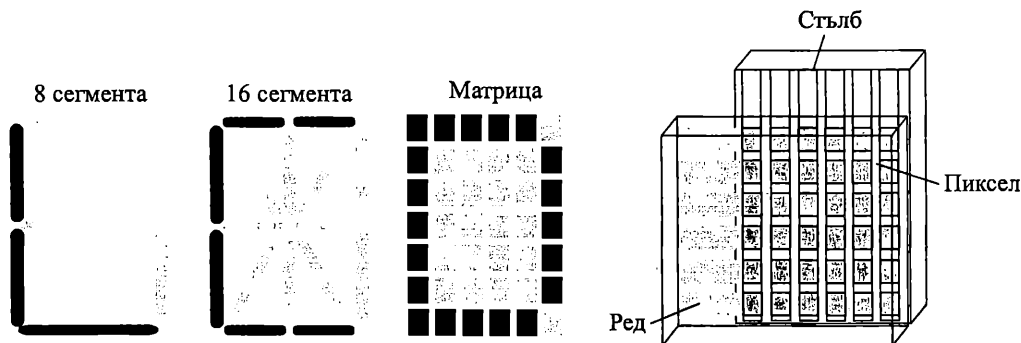 8 сегмента
16 сегмента
Матрица
Стълб
Пиксел
Ред